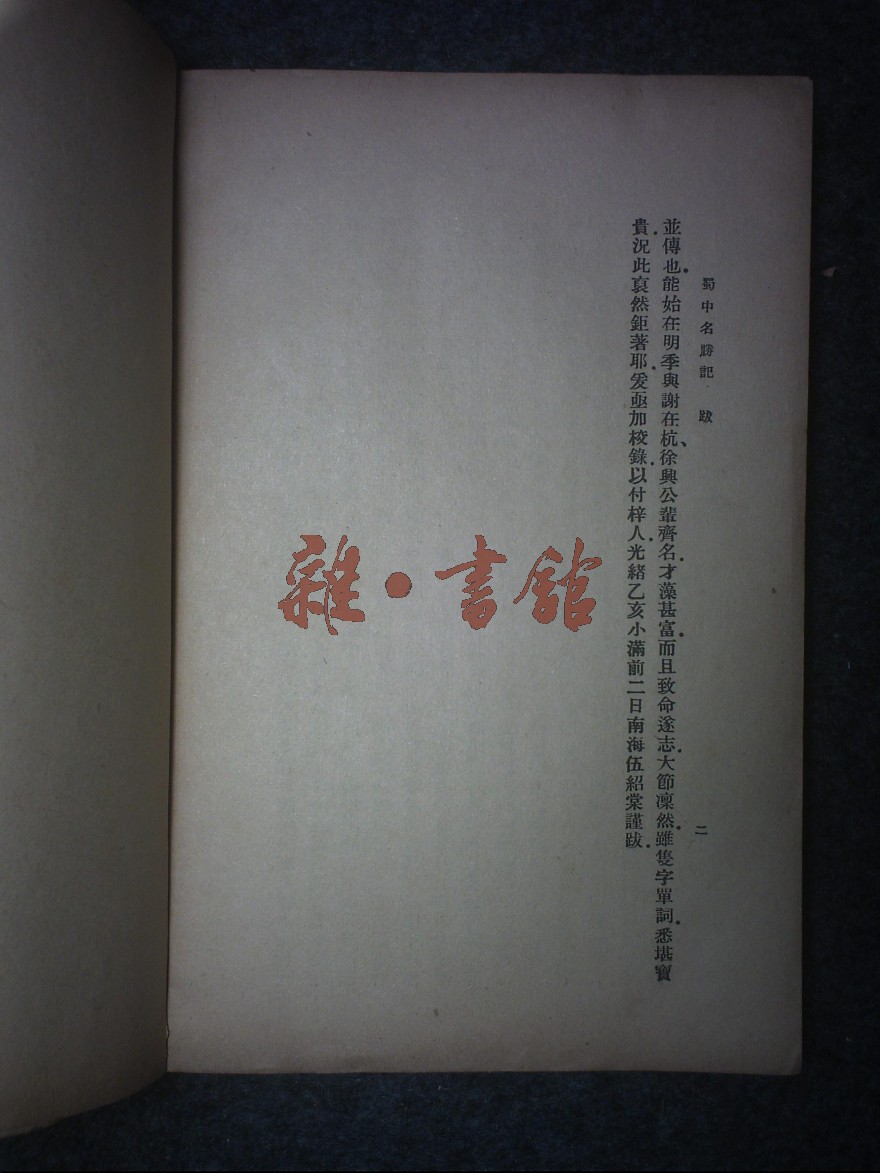 蜀中名勝記 跋 二
並傳也.能始在明季與謝在杭、徐興公輩齊名.才藻甚富.而且致命遂志.大節凜然.雖隻字單詞.悉堪寶
貴.況此裒然鉅著耶.爰亟加校錄.以付梓人.光緒乙亥小滿前二日南海伍紹棠謹跋.
雜·書館